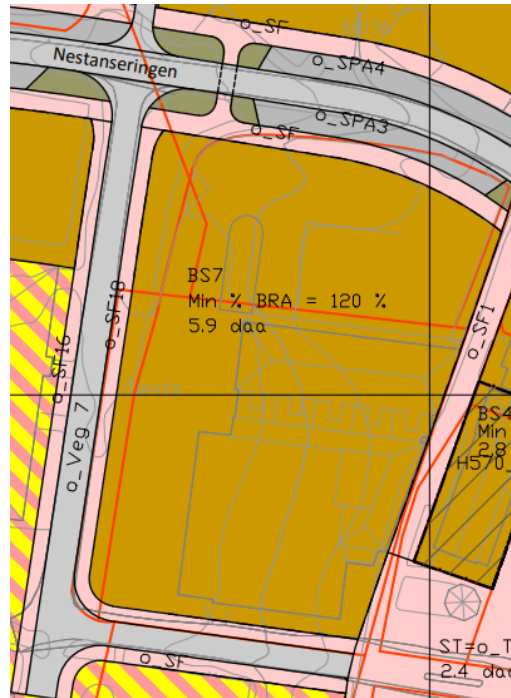 o_SF
o_SPA4
Nestanseringen
o_SPA3
o_SF
BS7
Min % BRA = 120 %
5.9 daa
o_SF18
o_SF1
o_SF16
BS4
Min
2.8
H570_
o_Veg 7
ST=o_T
2.4 daa
o_SF